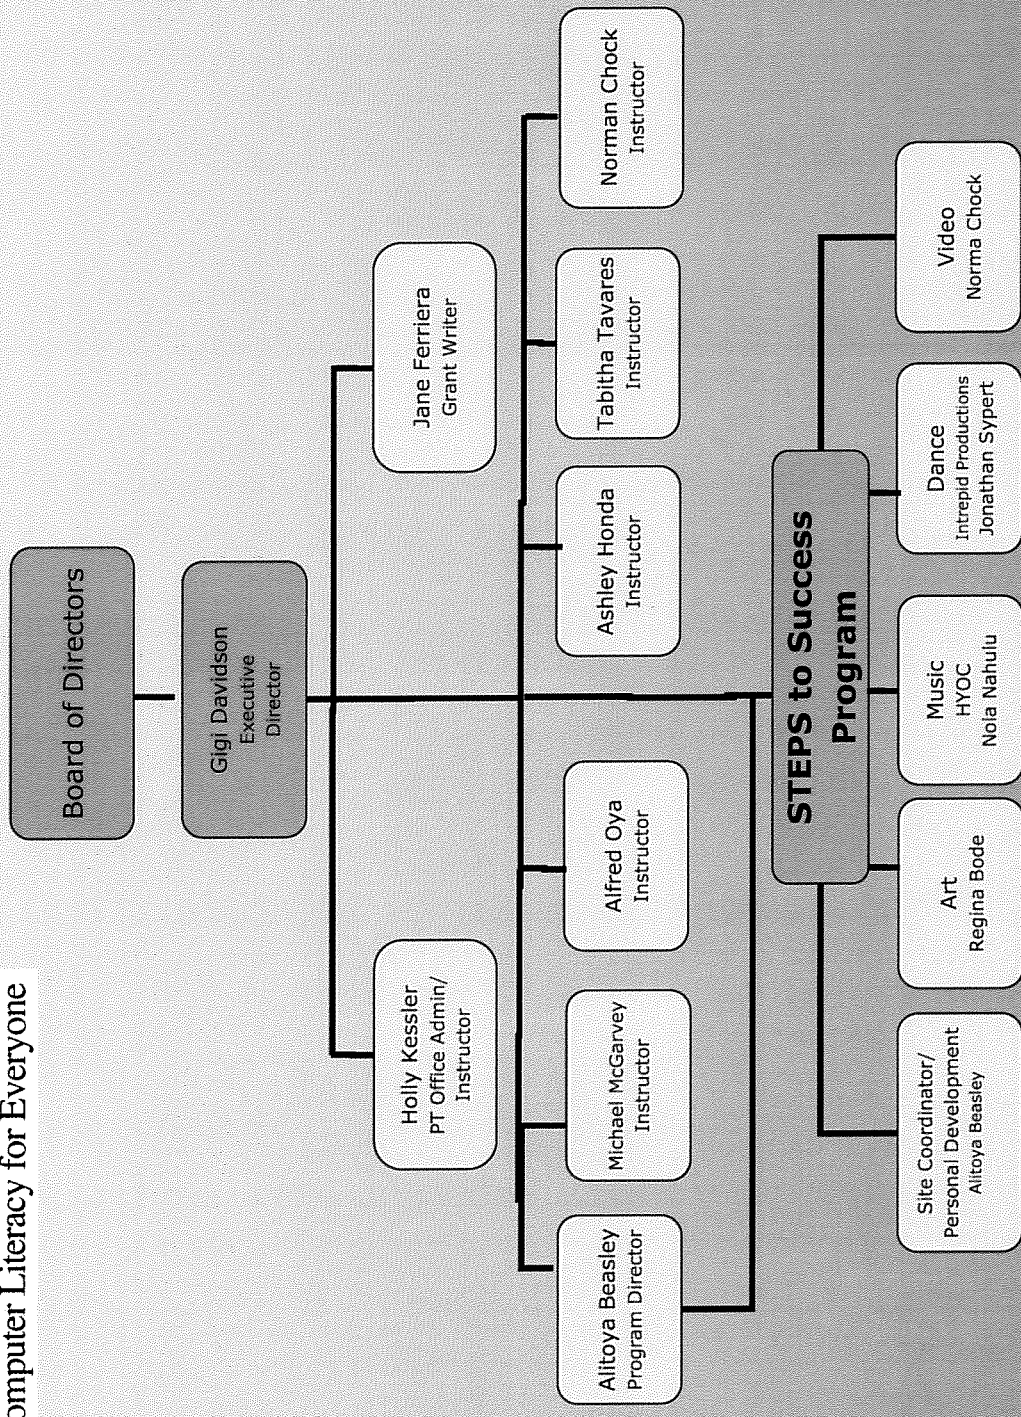 omputer Literacy for Everyone
Board of Directors
Gigi Davidson
Executive
Director
Holly Kessler
PT Office Admin/
Instructor
Jane Ferriera
Grant Writer
Alitoya Beasley
Program Director
Michael McGarvey
Instructor
Alfred Oya
Instructor
Ashley Honda
Instructor
Tabitha Tavares
Instructor
Norman Chock
Instructor
STEPS to Success
Program
Site Coordinator/
Personal Development
Alitoya Beasley
Art
Regina Bode
Music
HYOC
Nola Nahulu
Dance
Intrepid Productions
Jonathan Sypert
Video
Norma Chock